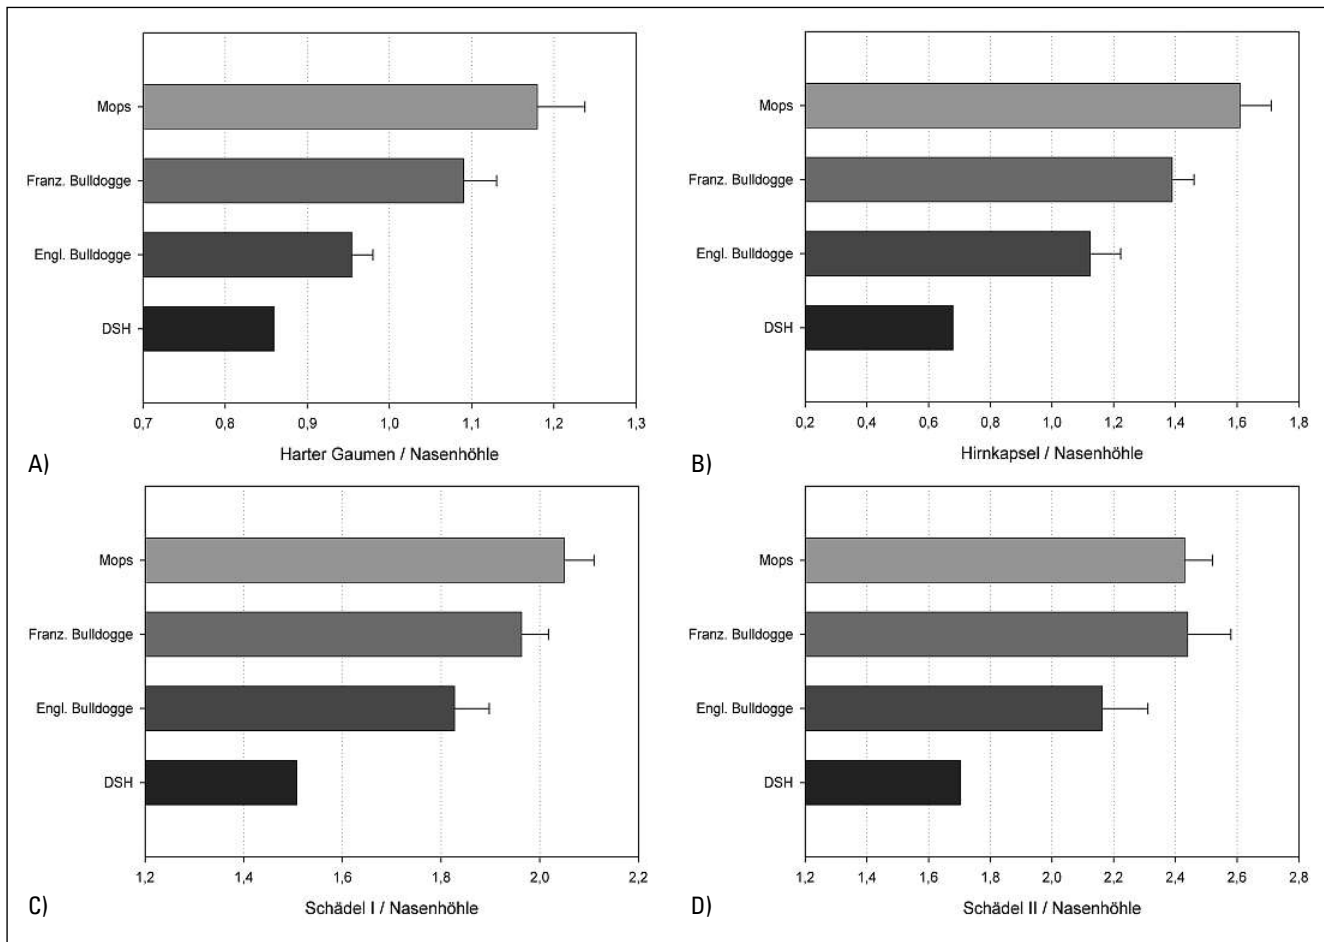 Mops
Franz. Bulldogge
Engl. Bulldogge
DSH
0,7 0,8 0,9 1,0 1,1 1,2 1,3
Harter Gaumen / Nasenhöhle
A)
Mops
Franz. Bulldogge
Engl. Bulldogge
DSH
0,2 0,4 0,6 0,8 1,0 1,2 1,4 1,6 1,8
Hirnkapsel / Nasenhöhle
B)
Mops
Franz. Bulldogge
Engl. Bulldogge
DSH
1,2 1,4 1,6 1,8 2,0 2,2
Schädel I / Nasenhöhle
C)
Mops
Franz. Bulldogge
Engl. Bulldogge
DSH
1,2 1,4 1,6 1,8 2,0 2,2 2,4 2,6 2,8
Schädel II / Nasenhöhle
D)